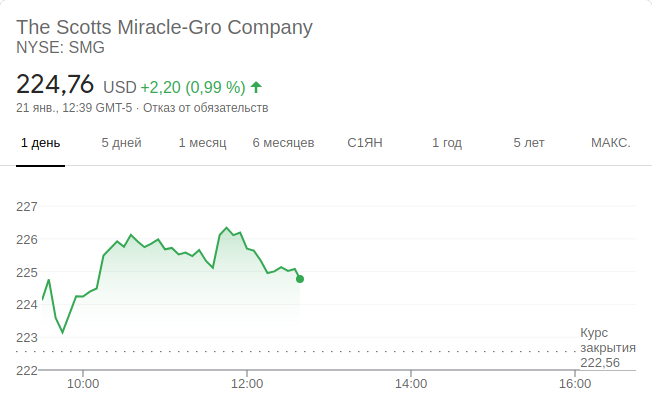 The Scotts Miracle-Gro Company
NYSE: SMG
224,76 USD +2,20 (0,99 %)
21 янв., 12:39 GMT-5 · Отказ от обязательств
1 день 5 дней 1 месяц 6 месяцев С1ЯН 1 год 5 лет МАКС.
227
226
225
224
223
222
Курс
закрытия
222,56
10:00 12:00 14:00 16:00